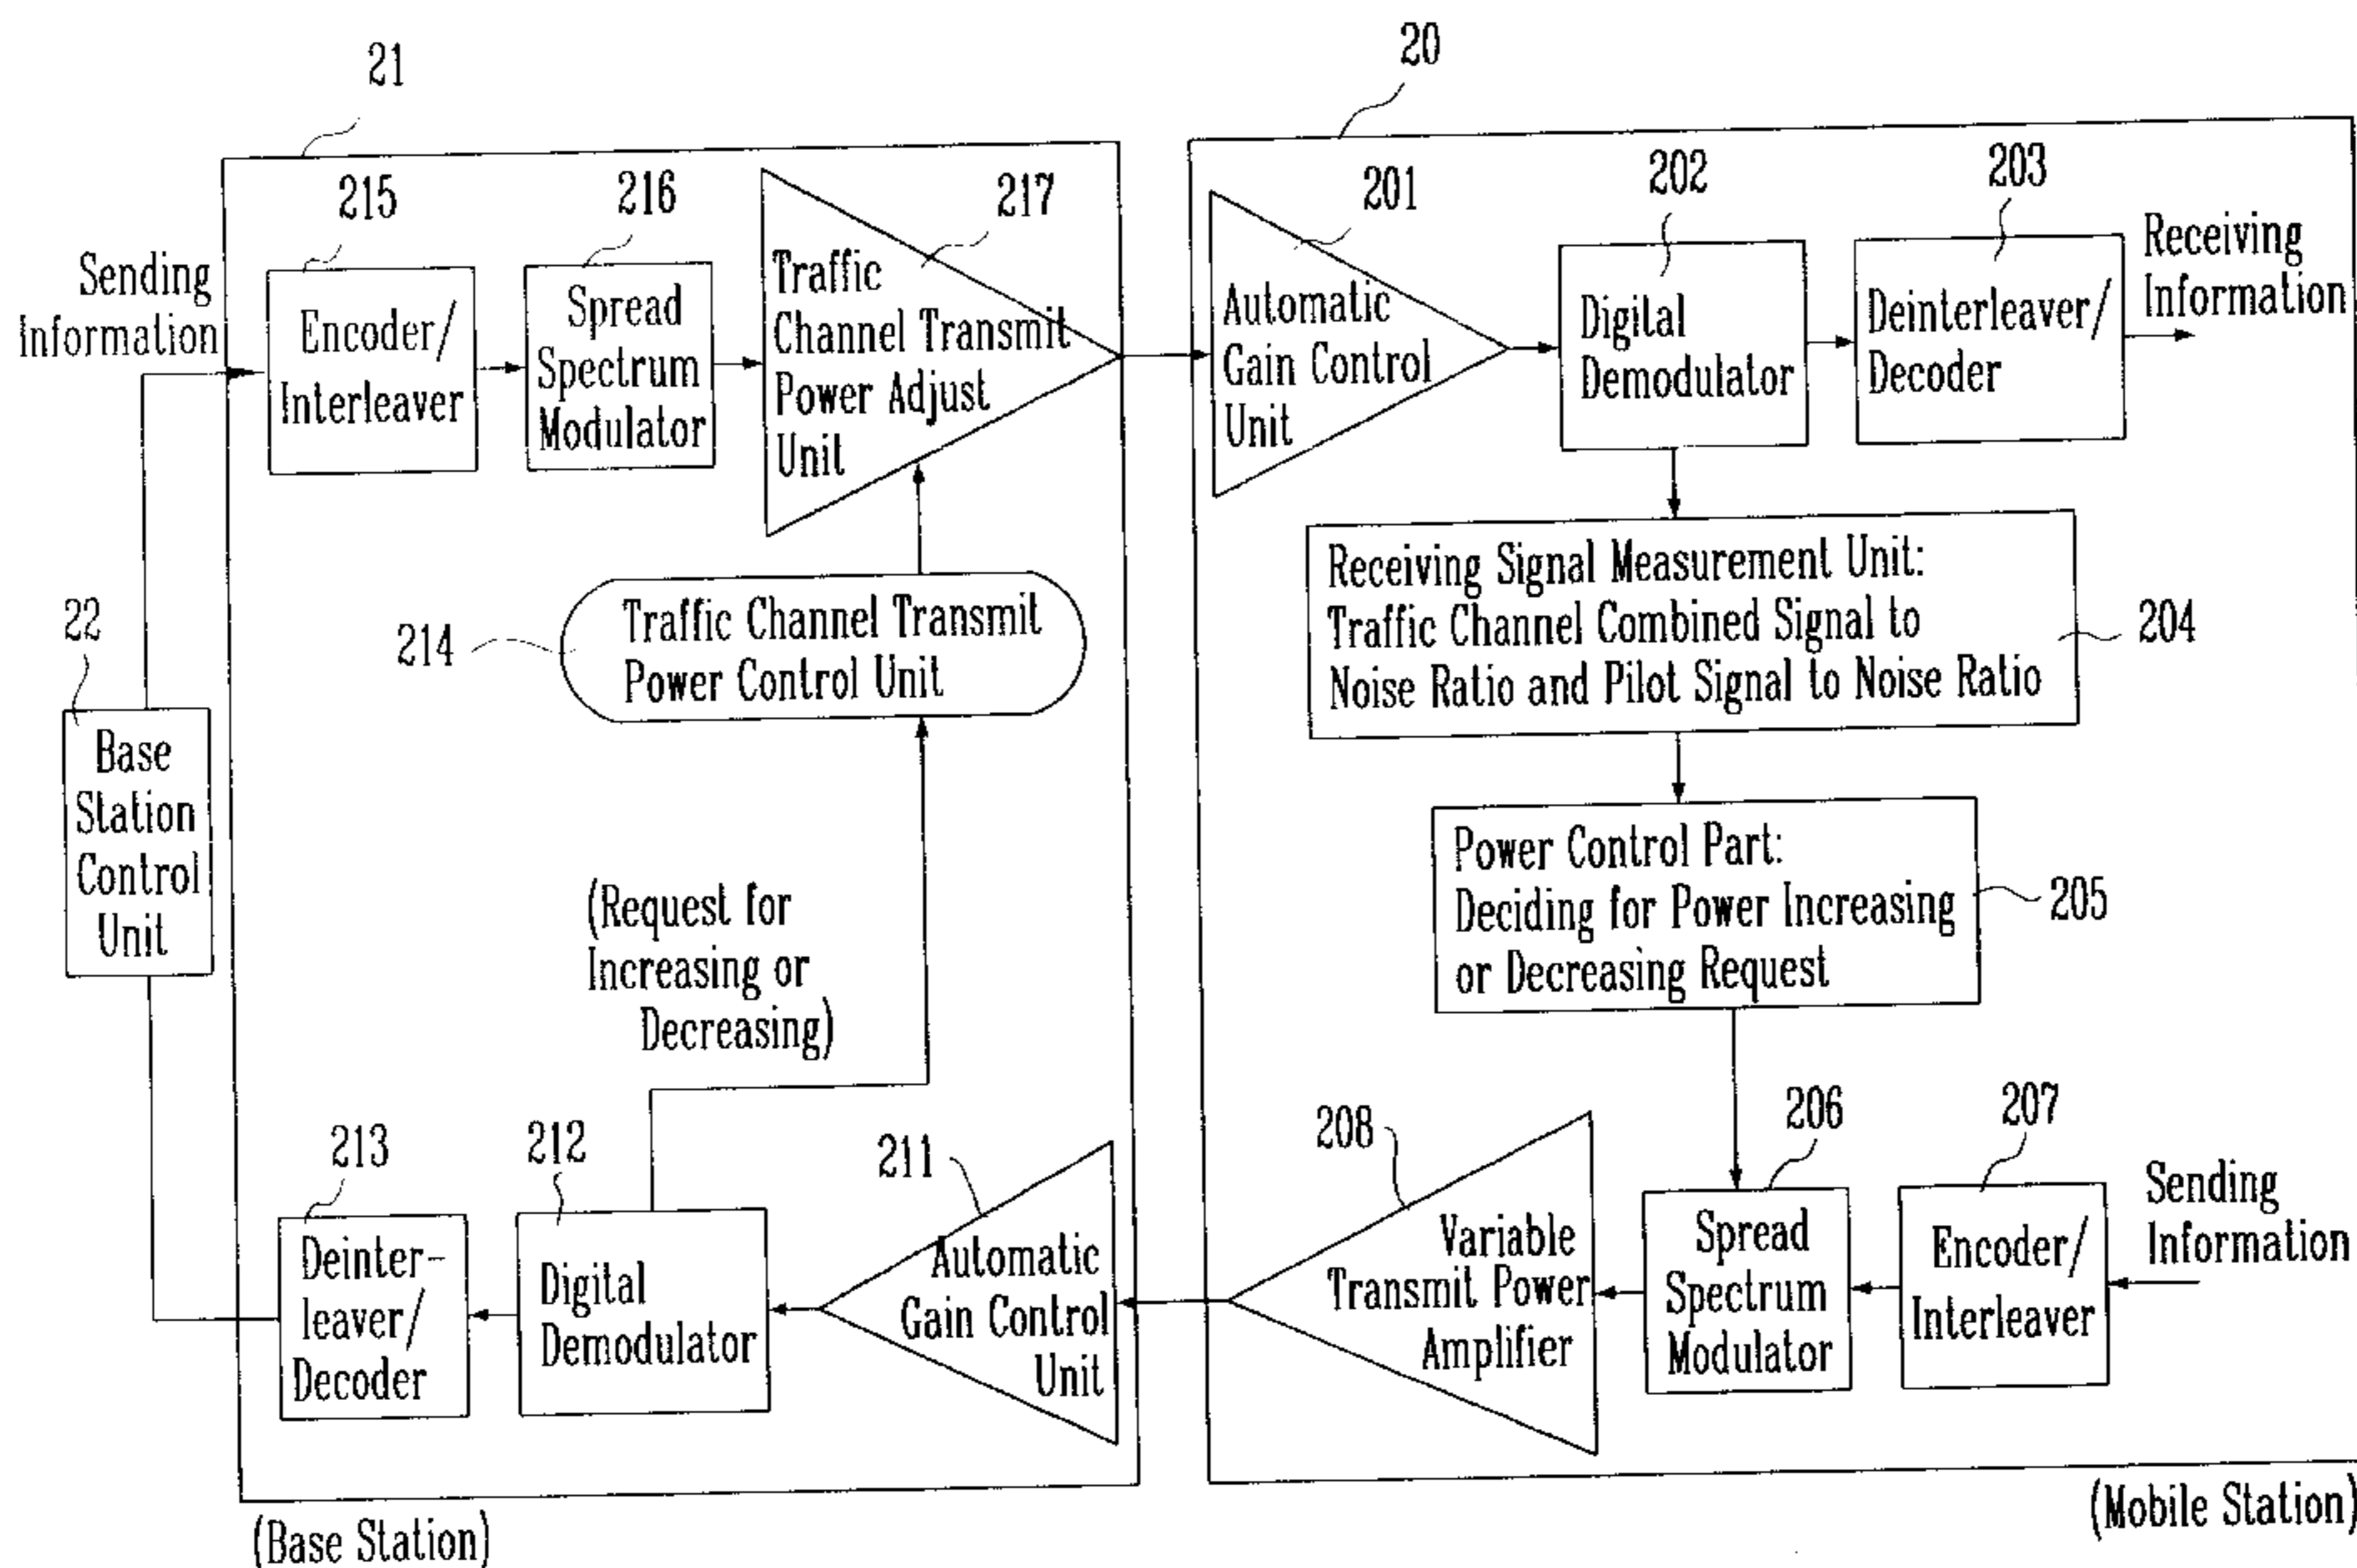 21
20
215
216
217
201
202
203
Sending
Information
Encoder/
Interleaver
Spread
Spectrum
Modulator
Traffic
Channel Transmit
Power Adjust
Unit
Automatic
Gain Control
Unit
Digital
Demodulator
Deinterleaver/
Decoder
Receiving
Information
22
Base
Station
Control
Unit
214
Traffic Channel Transmit
Power Control Unit
Receiving Signal Measurement Unit:
Traffic Channel Combined Signal to
Noise Ratio and Pilot Signal to Noise Ratio
204
(Request for
Increasing or
Decreasing)
Power Control Part:
Deciding for Power Increasing
or Decreasing Request
205
213
212
211
208
206
207
Deinter-
leaver/
Decoder
Digital
Demodulator
Automatic
Gain Control
Unit
Variable
Transmit Power
Amplifier
Spread
Spectrum
Modulator
Encoder/
Interleaver
Sending
Information
(Base Station)
(Mobile Station)